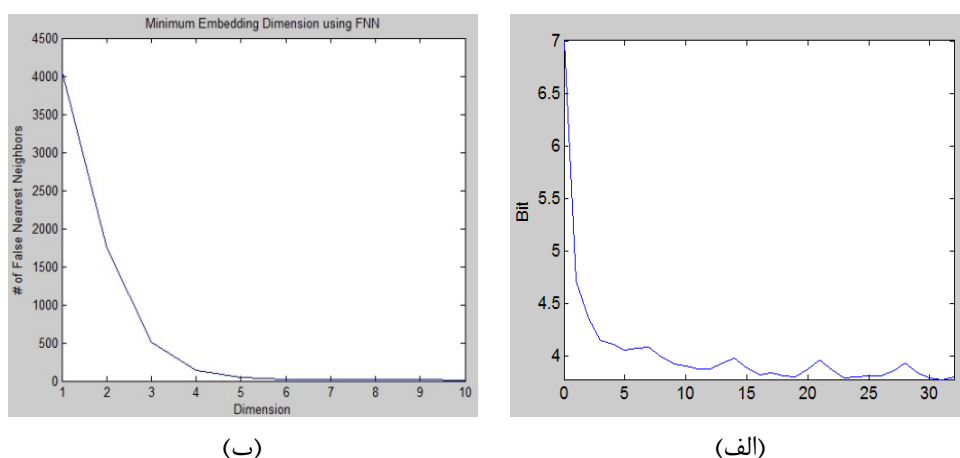 Minimum Embedding Dimension using FNN
# of False Nearest Neighbors
4500
4000
3500
3000
2500
2000
1500
1000
500
0
1 2 3 4 5 6 7 8 9 10
Dimension
(ب)
Bit
7
6.5
6
5.5
5
4.5
4
0 5 10 15 20 25 30
(الف)